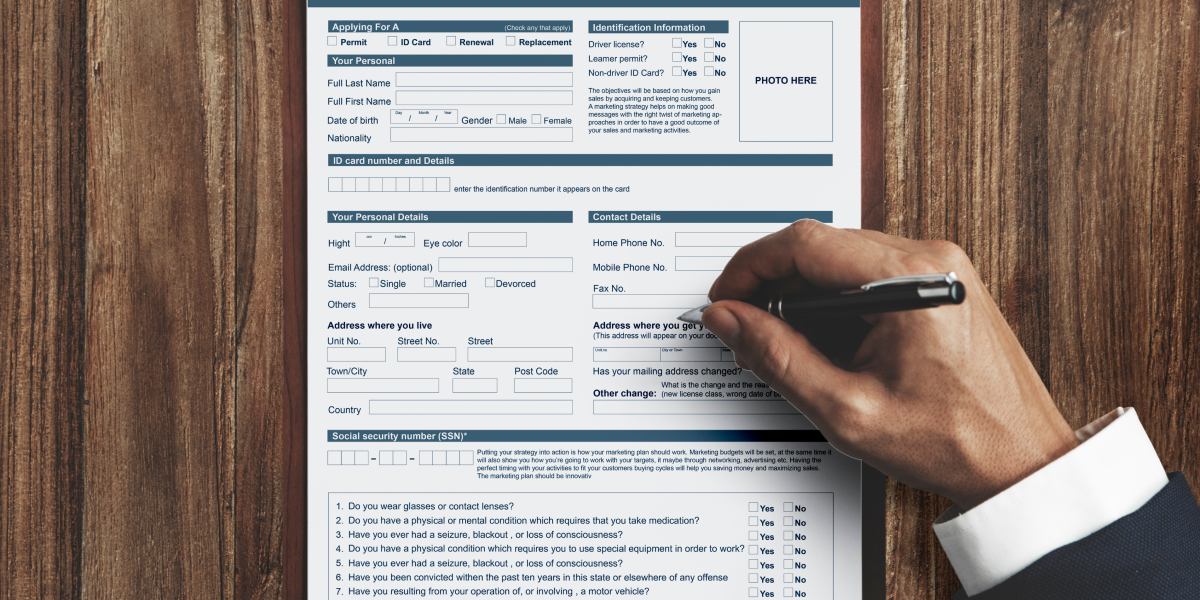 Applying For A (Check any that apply)
Permit ID Card Renewal Replacement
Your Personal
Full Last Name
Full First Name
Day Month Year
Date of birth / / Gender Male Female
Nationality
Identification Information
Driver license? Yes No
Learner permit? Yes No
Non-driver ID Card? Yes No
The objectives will be based on how you gain
sales by acquiring and keeping customers.
A marketing strategy helps on making good
messages with the right twist of marketing ap-
proaches in order to have a good outcome of
your sales and marketing activities.
PHOTO HERE
ID card number and Details
enter the identification number it appears on the card
Your Personal Details
Hight / Inches Eye color
Email Address: (optional)
Status: Single Married Devorced
Others
Address where you live
Unit No. Street No. Street
Town/City State Post Code
Country
Contact Details
Home Phone No.
Mobile Phone No.
Fax No.
Address where you get
(This address will appear on your
Unit.no City or Town
Has your mailing address changed?
What is the change and the
Other change: (new license class, wrong date of
Social security number (SSN)*
- -
Putting your strategy into action is how your marketing plan should work. Marketing budgets will be set, at the same time it
will also show you how you're going to work with your targets, it maybe through networking, advertising etc. Having the
perfect timing with your activities to fit your customers buying cycles will help you saving money and maximizing sales.
The marketing plan should be innovativ
1. Do you wear glasses or contact lenses? Yes No
2. Do you have a physical or mental condition which requires that you take medication? Yes No
3. Have you ever had a seizure, blackout , or loss of consciousness? Yes No
4. Do you have a physical condition which requires you to use special equipment in order to work? Yes No
5. Have you ever had a seizure, blackout , or loss of consciousness? Yes No
6. Have you been convicted withen the past ten years in this state or elsewhere of any offense Yes No
7. Have you resulting from your operation of, or involving , a motor vehicle? Yes No